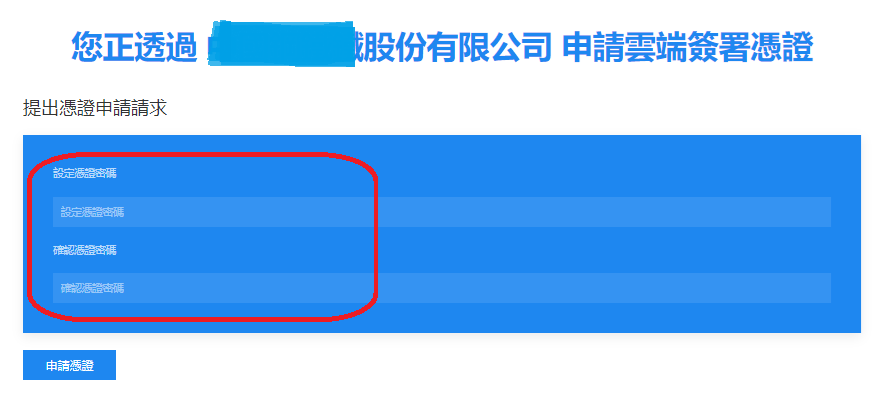 您正透過 股份有限公司 申請雲端簽署憑證
提出憑證申請請求
設定憑證密碼
設定憑證密碼
確認憑證密碼
確認憑證密碼
申請憑證